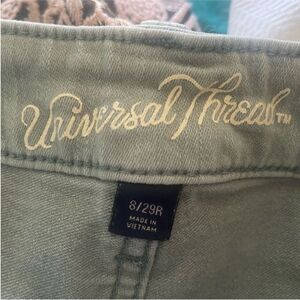 Universal Thread™
8/29R
MADE IN
VIETNAM